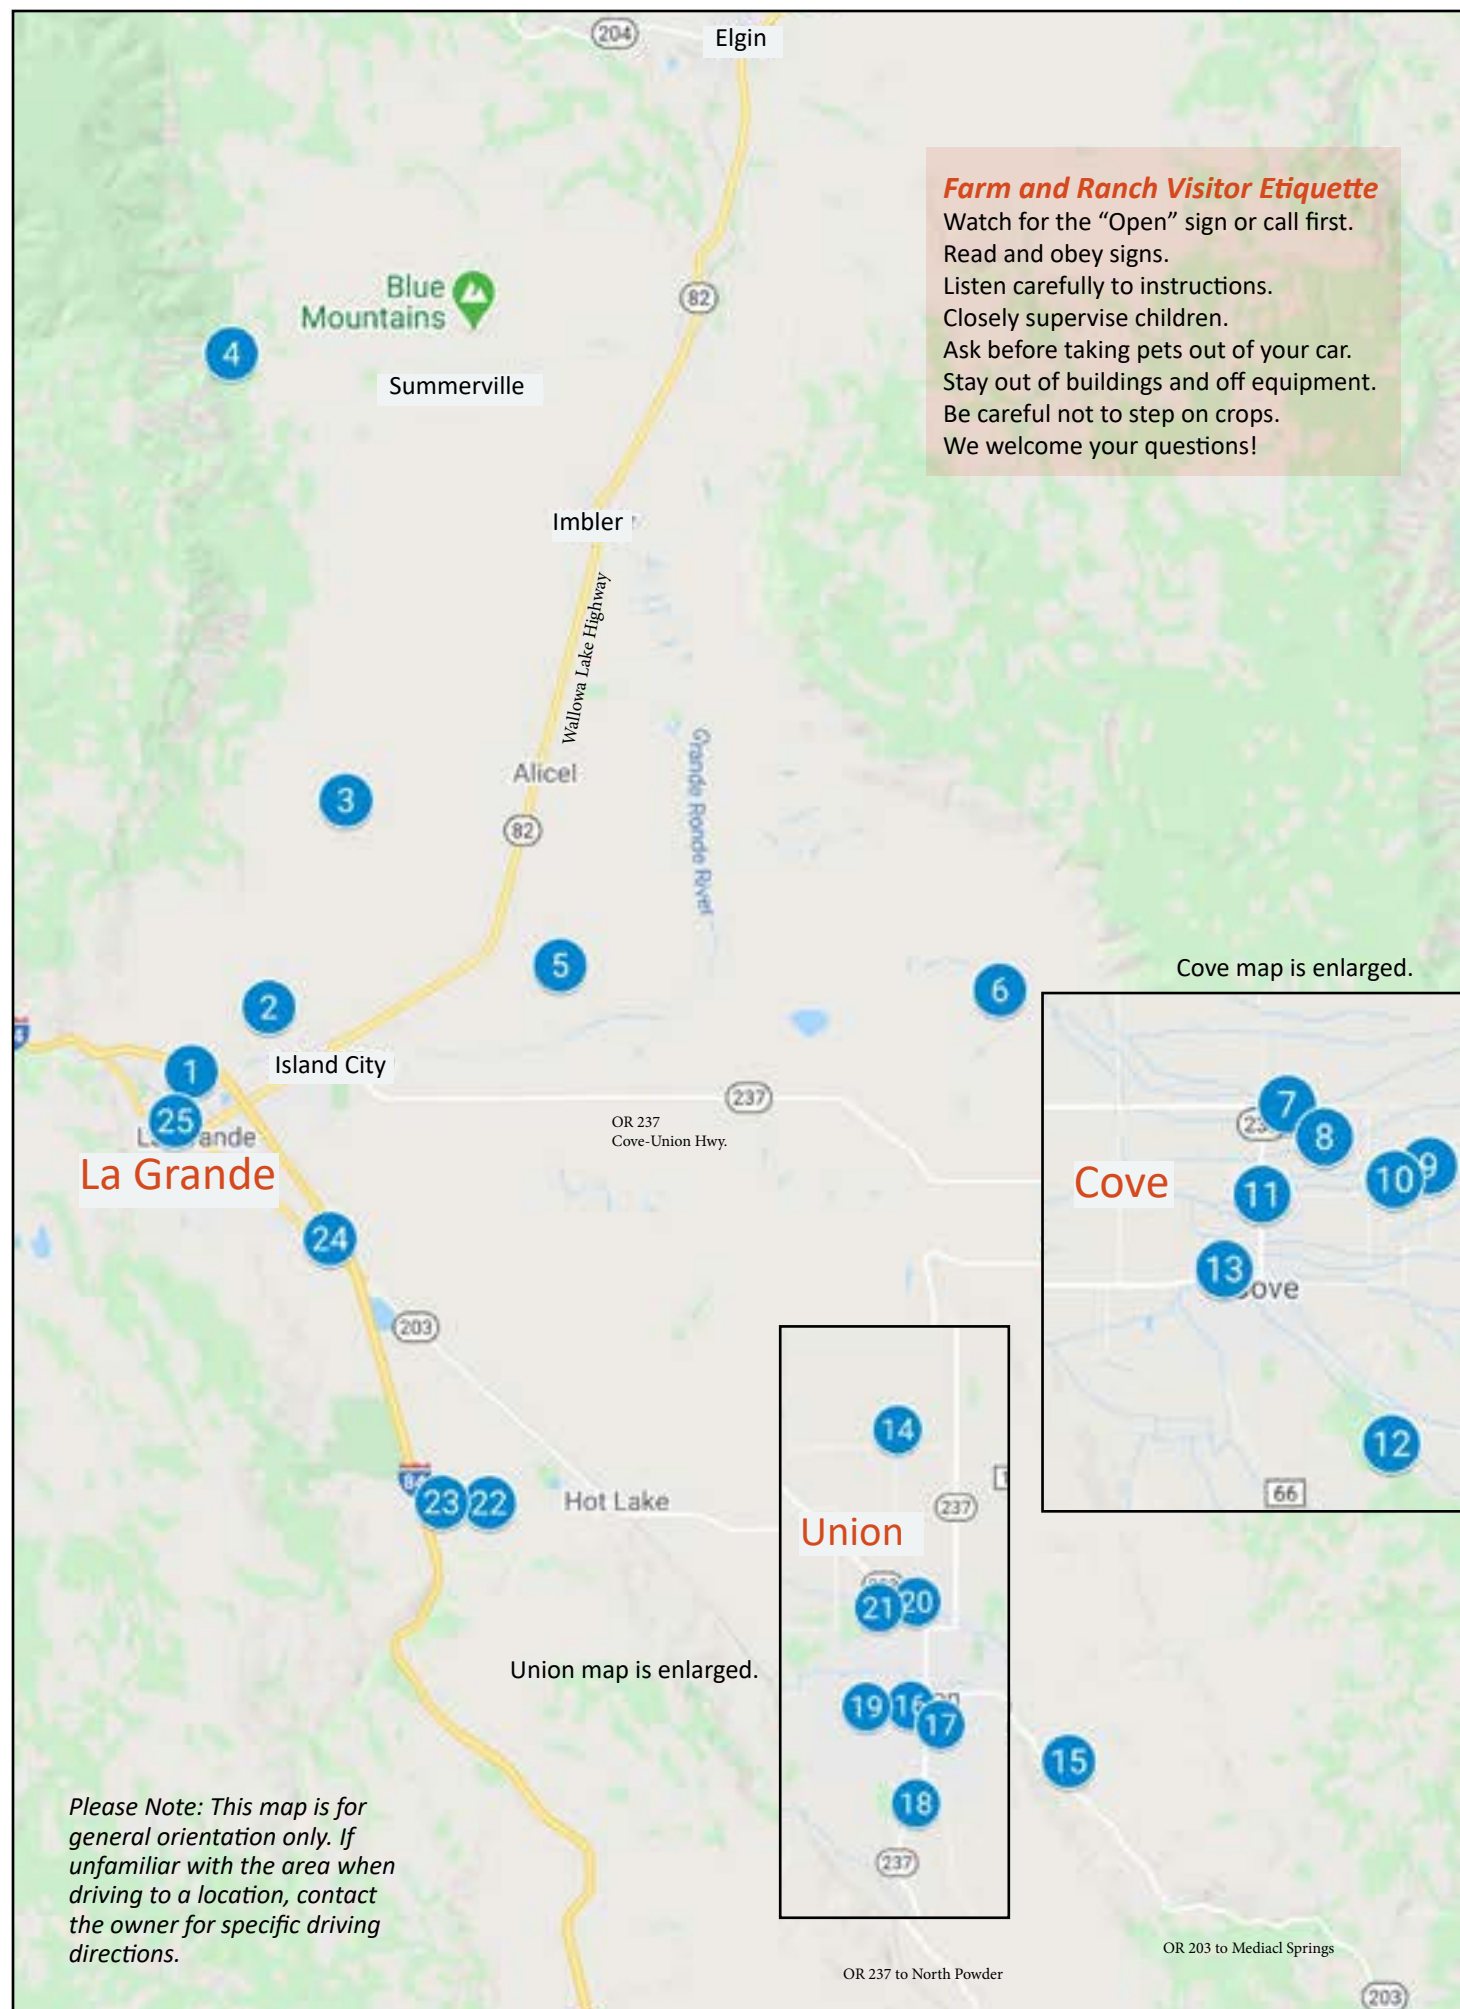 204
Elgin
Farm and Ranch Visitor Etiquette
Watch for the “Open” sign or call first.
Read and obey signs.
Listen carefully to instructions.
Closely supervise children.
Ask before taking pets out of your car.
Stay out of buildings and off equipment.
Be careful not to step on crops.
We welcome your questions!
Blue
Mountains
82
4
Summerville
Imbler
Wallowa Lake Highway
Alicel
Grande Ronde River
3
82
5
Cove map is enlarged.
6
2
1
Island City
25
La Grande
237
OR 237
Cove-Union Hwy.
7
8
Cove
9
10
11
13
Cove
12
66
24
203
14
84
23
22
Hot Lake
237
Union
21
20
Union map is enlarged.
19
16
17
15
18
237
Please Note: This map is for
general orientation only. If
unfamiliar with the area when
driving to a location, contact
the owner for specific driving
directions.
OR 203 to Mediacl Springs
OR 237 to North Powder
203